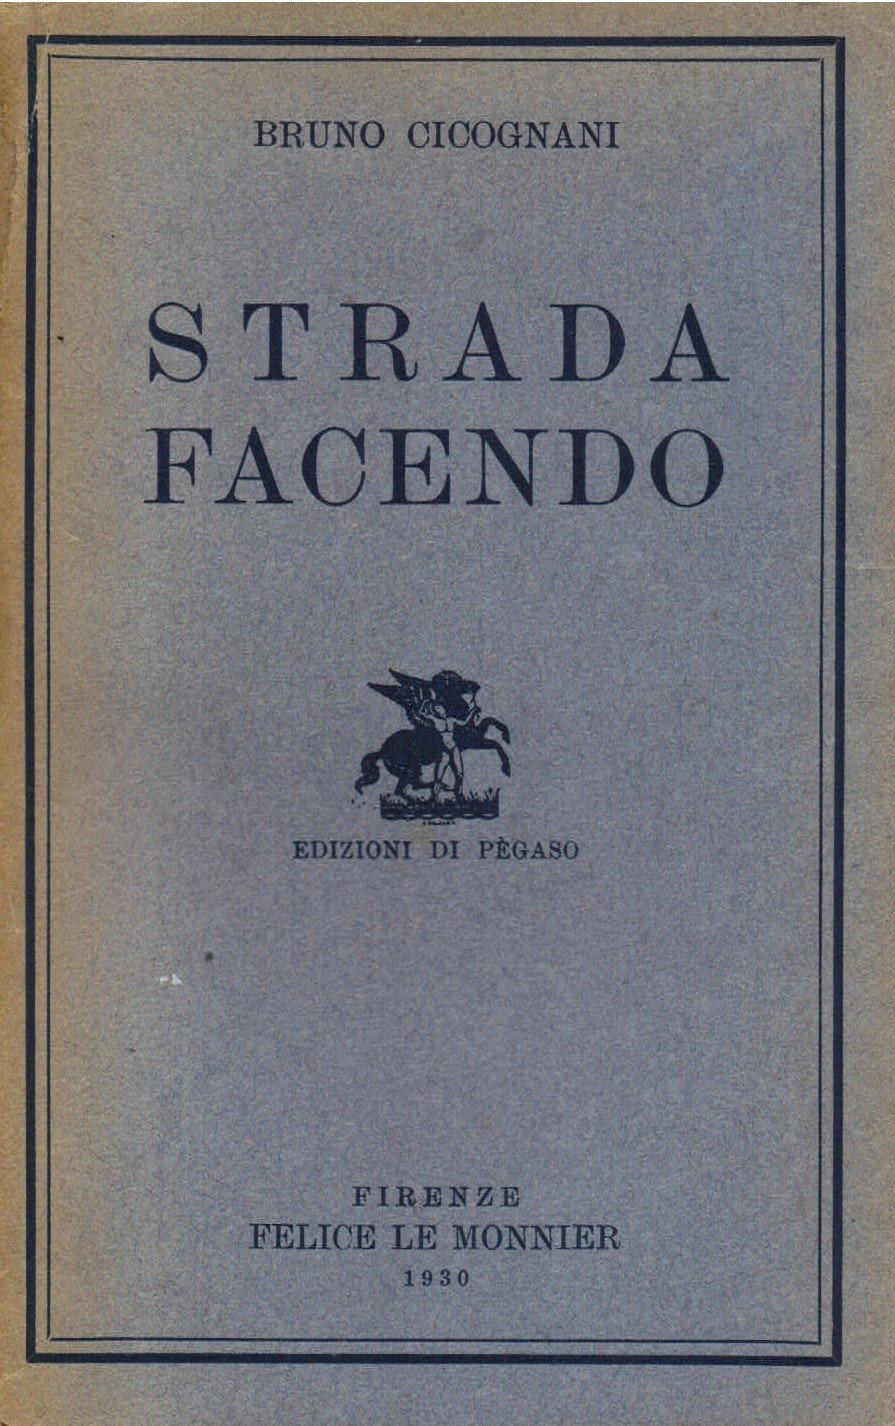 BRUNO CICOGNANI
STRADA
FACENDO
EDIZIONI DI PÈGASO
FIRENZE
FELICE LE MONNIER
1930